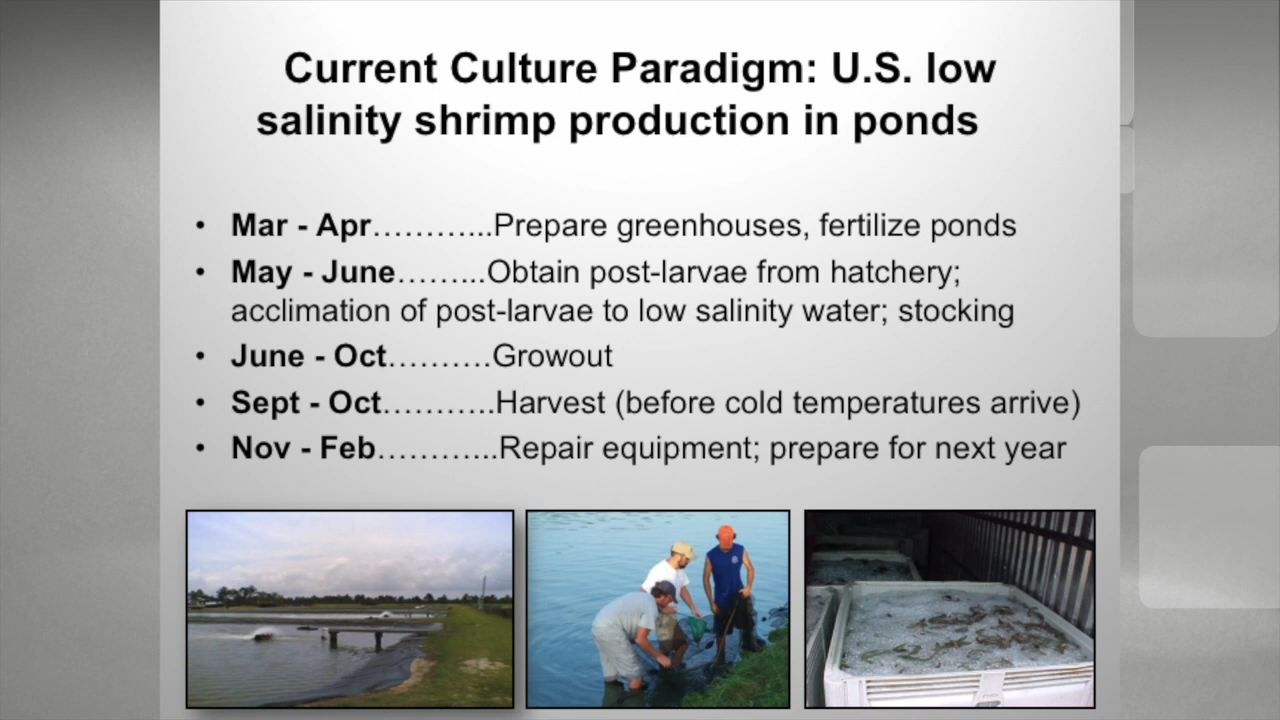 Current Culture Paradigm: U.S. low
salinity shrimp production in ponds
• Mar - Apr………...Prepare greenhouses, fertilize ponds
• May - June……...Obtain post-larvae from hatchery;
acclimation of post-larvae to low salinity water; stocking
• June - Oct……….Growout
• Sept - Oct………..Harvest (before cold temperatures arrive)
• Nov - Feb………...Repair equipment; prepare for next year